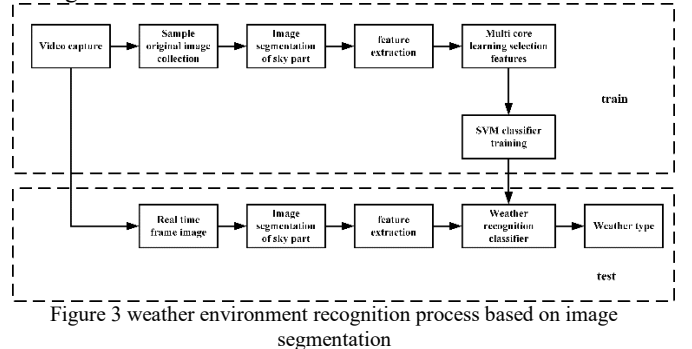 Video capture
Sample
original image
collection
Image
segmentation
of sky part
feature
extraction
Multi core
learning selection
features
train
SVM classifier
training
Real time
frame image
Image
segmentation
of sky part
feature
extraction
Weather
recognition
classifier
Weather type
test
Figure 3 weather environment recognition process based on image
segmentation